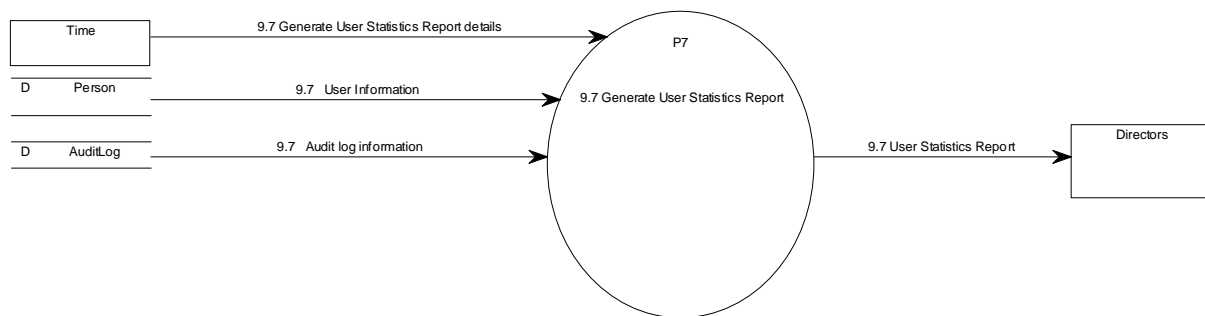 9.7 Generate User Statistics Report details
Time
P7
D Person
9.7 User Information
9.7 Generate User Statistics Report
D AuditLog
9.7 Audit log information
9.7 User Statistics Report
Directors